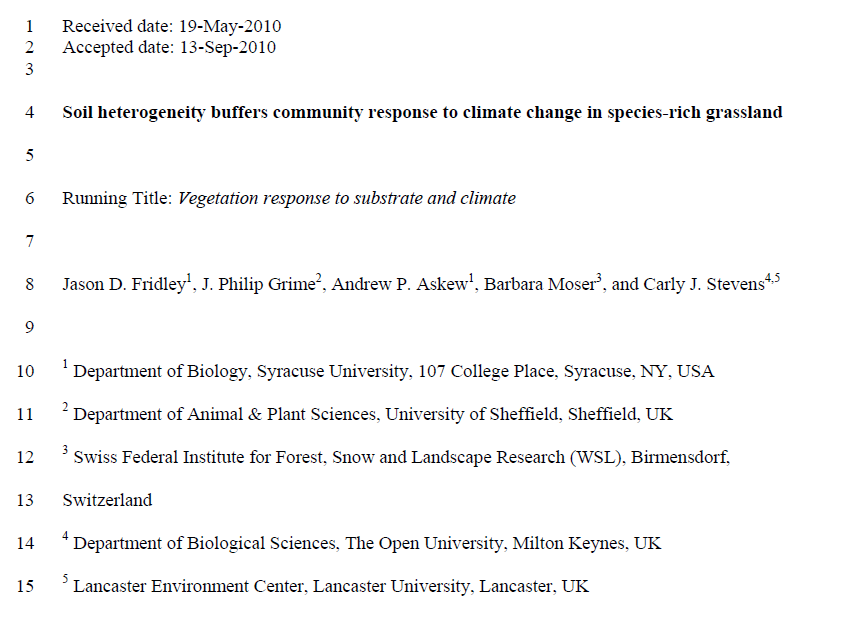 1 Received date: 19-May-2010
2 Accepted date: 13-Sep-2010
3
4 Soil heterogeneity buffers community response to climate change in species-rich grassland
5
6 Running Title: Vegetation response to substrate and climate
7
8 Jason D. Fridley1, J. Philip Grime2, Andrew P. Askew1, Barbara Moser3, and Carly J. Stevens4,5
9
10 1 Department of Biology, Syracuse University, 107 College Place, Syracuse, NY, USA
11 2 Department of Animal & Plant Sciences, University of Sheffield, Sheffield, UK
12 3 Swiss Federal Institute for Forest, Snow and Landscape Research (WSL), Birmensdorf,
13 Switzerland
14 4 Department of Biological Sciences, The Open University, Milton Keynes, UK
15 5 Lancaster Environment Center, Lancaster University, Lancaster, UK